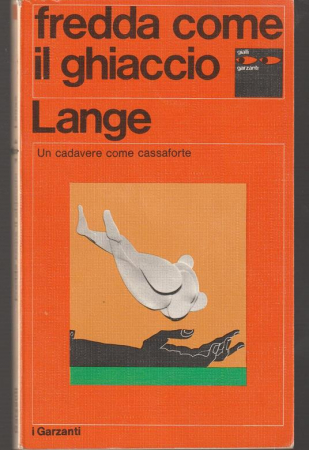 fredda come
il ghiaccio
gialli
garzanti
Lange
Un cadavere come cassaforte
i Garzanti